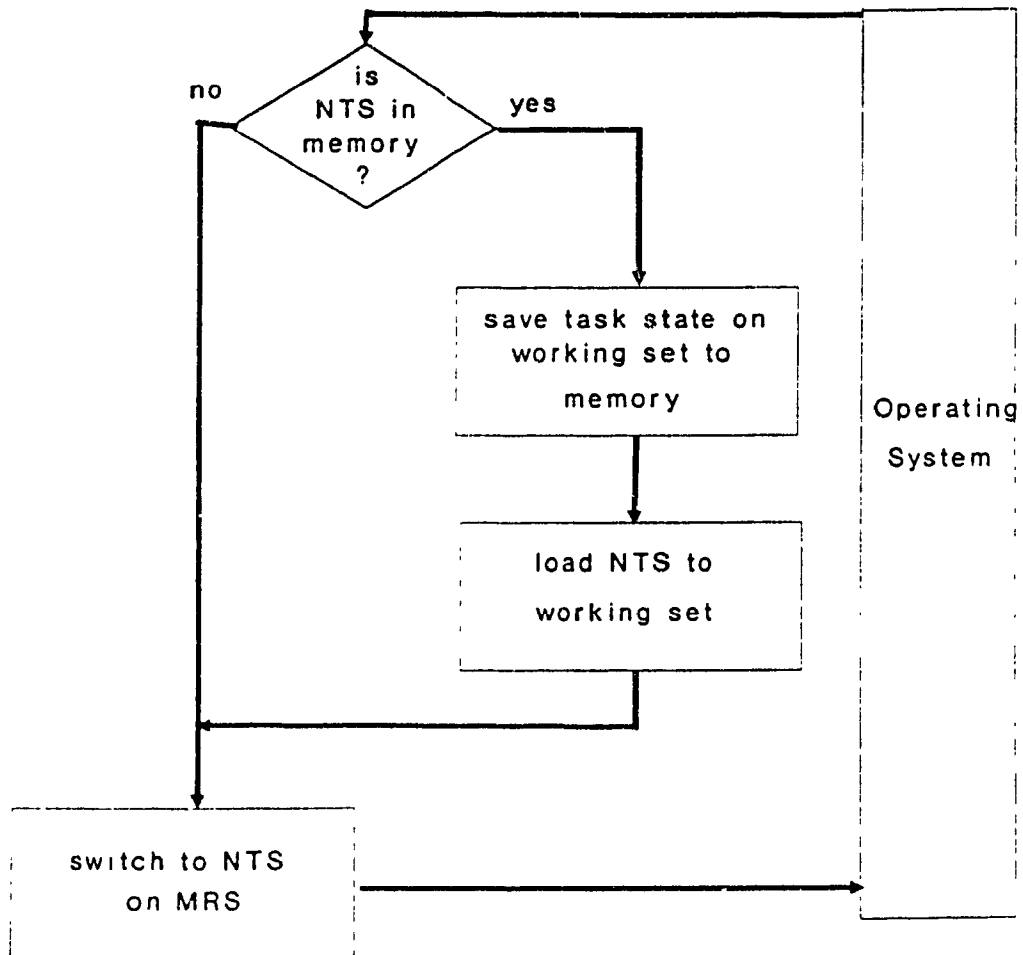 is
NTS in
memory
?
no
yes
save task state on
working set to
memory
Operating
System
load NTS to
working set
switch to NTS
on MRS